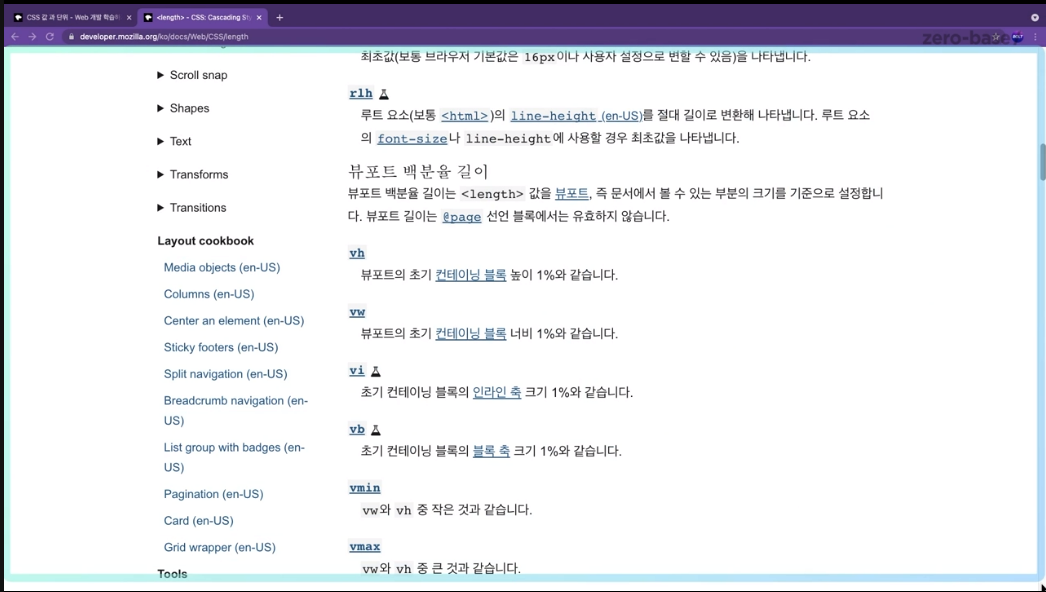 CSS 값 과 단위 - Web 개발 학습하
<length> - CSS: Cascading St
developer.mozilla.org/ko/docs/Web/CSS/length
zero-base
Scroll snap
Shapes
Text
Transforms
Transitions
Layout cookbook
Media objects (en-US)
Columns (en-US)
Center an element (en-US)
Sticky footers (en-US)
Split navigation (en-US)
Breadcrumb navigation (en-
US)
List group with badges (en-
US)
Pagination (en-US)
Card (en-US)
Grid wrapper (en-US)
Tools
최초값(보통 브라우저 기본값은 16px이나 사용자 설정으로 변할 수 있음)을 나타냅니다.
rlh
루트 요소(보통 <html>)의 line-height (en-US)를 절대 길이로 변환해 나타냅니다. 루트 요소
의 font-size나 line-height에 사용할 경우 최초값을 나타냅니다.
뷰포트 백분율 길이
뷰포트 백분율 길이는 <length> 값을 뷰포트, 즉 문서에서 볼 수 있는 부분의 크기를 기준으로 설정합니
다. 뷰포트 길이는 @page 선언 블록에서는 유효하지 않습니다.
vh
뷰포트의 초기 컨테이닝 블록 높이 1%와 같습니다.
vw
뷰포트의 초기 컨테이닝 블록 너비 1%와 같습니다.
vi
초기 컨테이닝 블록의 인라인 축 크기 1%와 같습니다.
vb
초기 컨테이닝 블록의 블록 축 크기 1%와 같습니다.
vmin
vw와 vh 중 작은 것과 같습니다.
vmax
vw와 vh 중 큰 것과 같습니다.